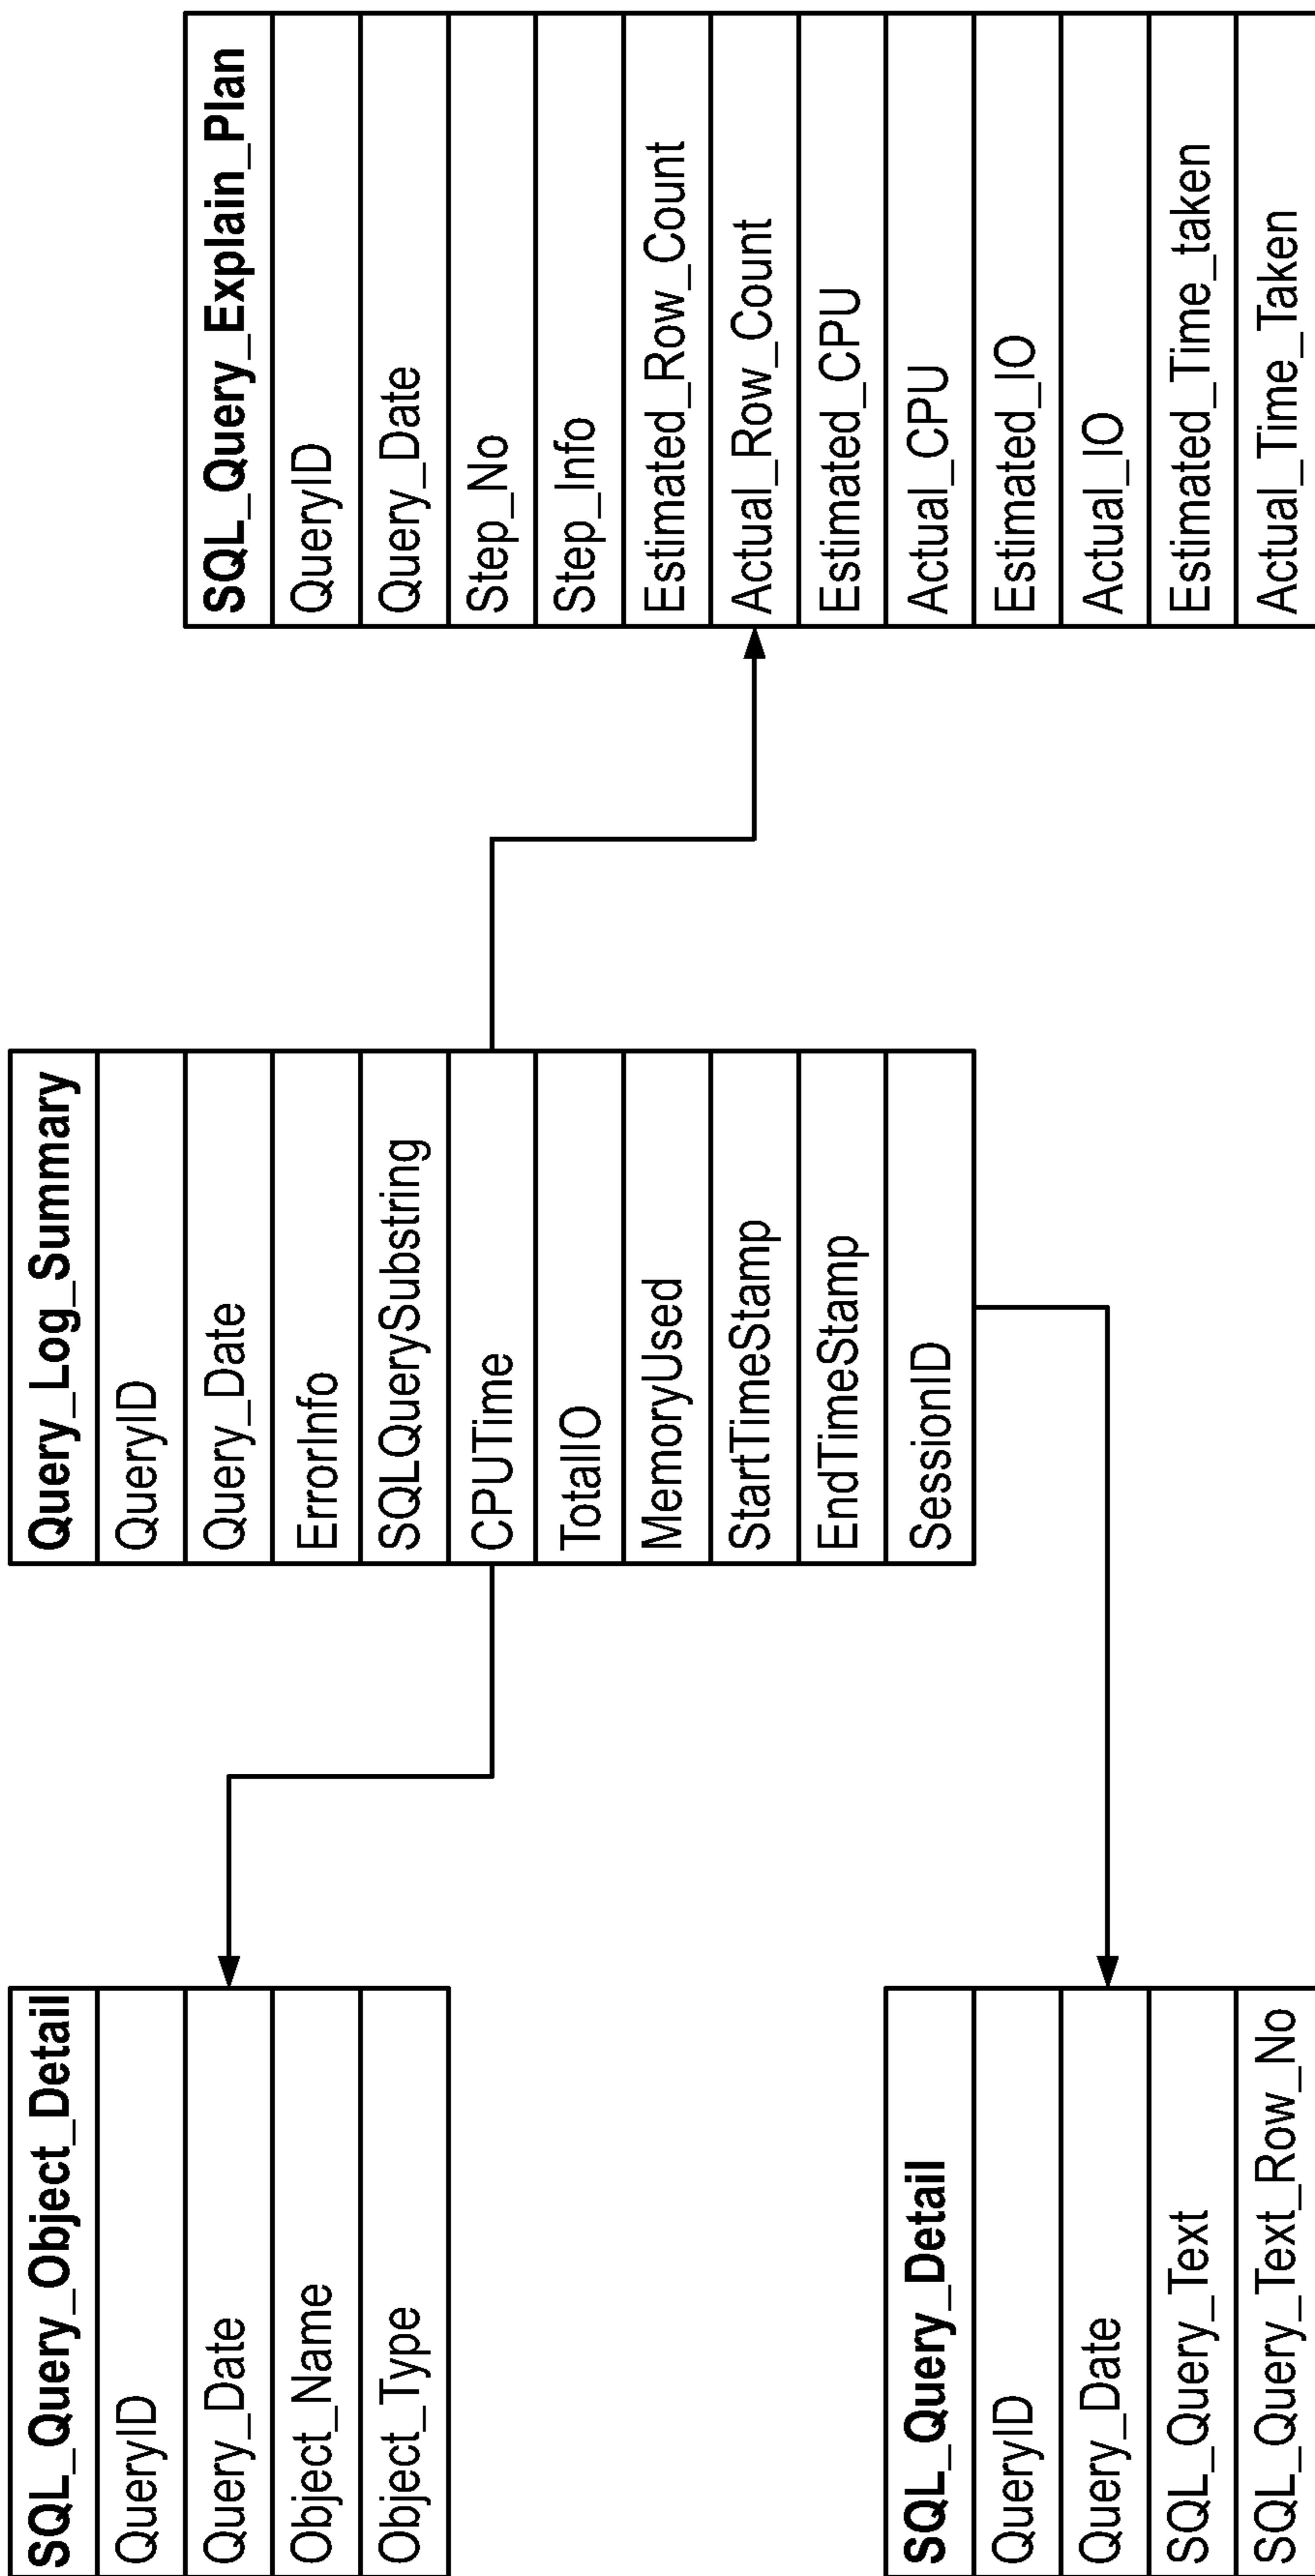 SQL_Query_Object_Detail
QueryID
Query_Date
Object_Name
Object_Type
SQL_Query_Detail
QueryID
Query_Date
SQL_Query_Text
SQL_Query_Text_Row_No
Query_Log_Summary
QueryID
Query_Date
ErrorInfo
SQLQuerySubstring
CPUTime
TotalIO
MemoryUsed
StartTimeStamp
EndTimeStamp
SessionID
SQL_Query_Explain_Plan
QueryID
Query_Date
Step_No
Step_Info
Estimated_Row_Count
Actual_Row_Count
Estimated_CPU
Actual_CPU
Estimated_IO
Actual_IO
Estimated_Time_taken
Actual_Time_Taken